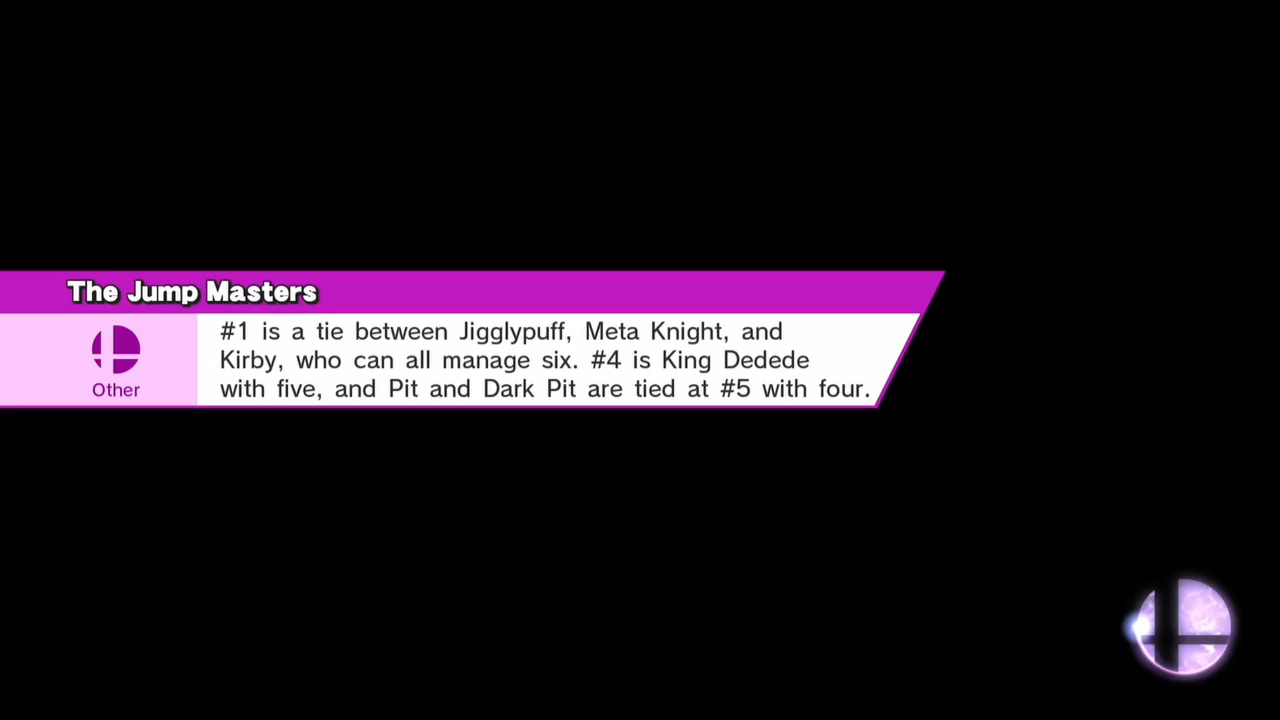 The Jump Masters
#1 is a tie between Jigglypuff, Meta Knight, and
Kirby, who can all manage six. #4 is King Dedede
with five, and Pit and Dark Pit are tied at #5 with four.
Other